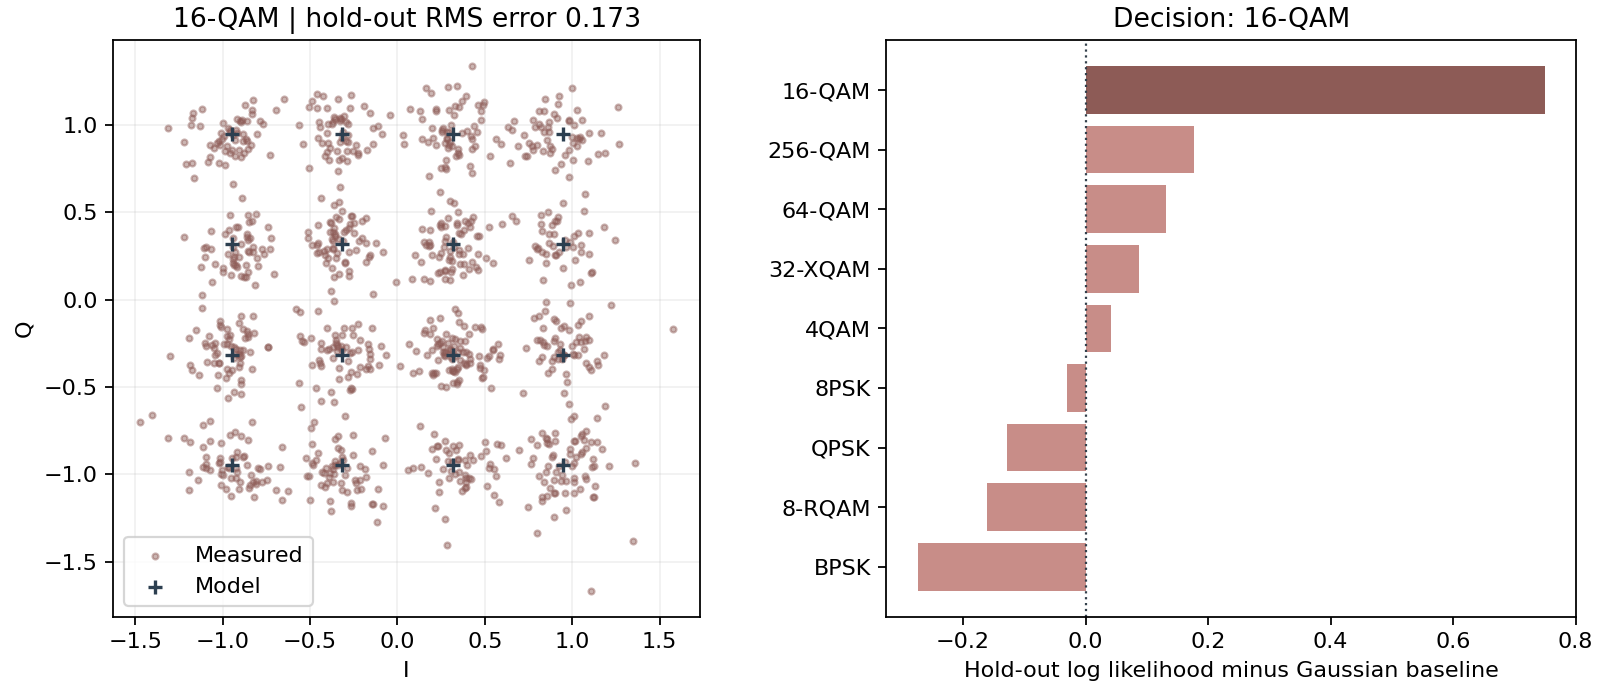 16-QAM | hold-out RMS error 0.173
Q
1.0
0.5
0.0
−0.5
−1.0
−1.5
Measured
Model
−1.5
−1.0
−0.5
0.0
0.5
1.0
1.5
I
Decision: 16-QAM
16-QAM
256-QAM
64-QAM
32-XQAM
4QAM
8PSK
QPSK
8-RQAM
BPSK
−0.2
0.0
0.2
0.4
0.6
0.8
Hold-out log likelihood minus Gaussian baseline